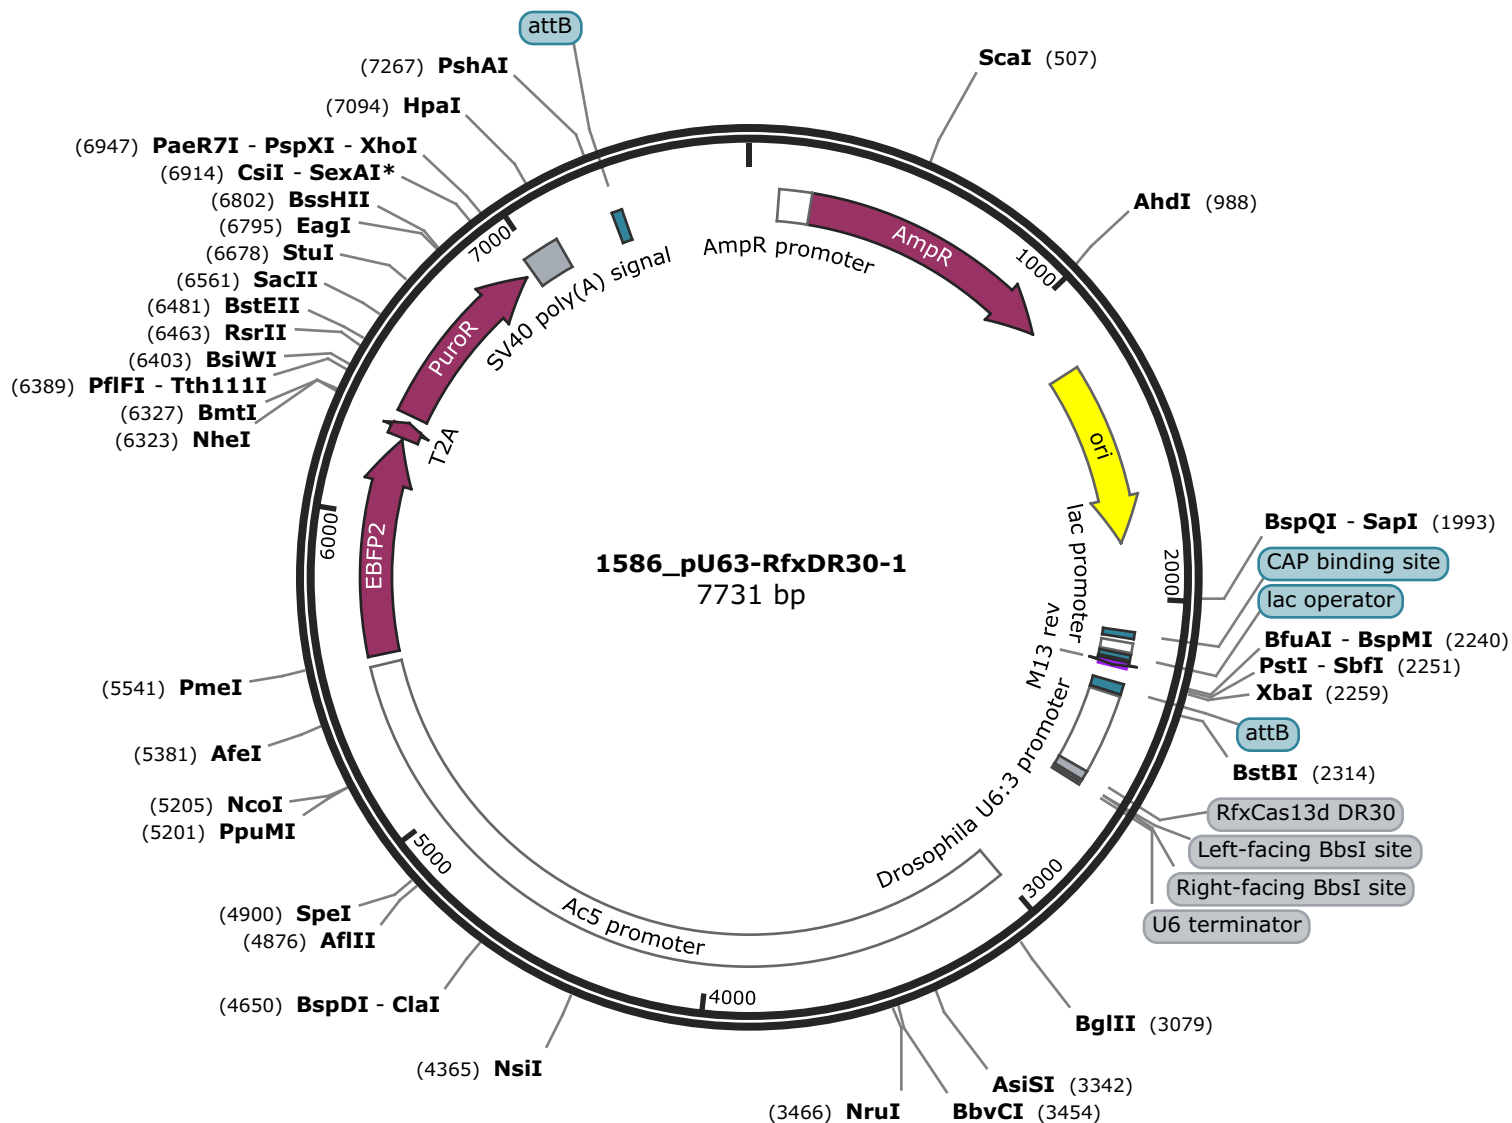 attB
(7267) PshAI
ScaI (507)
(7094) HpaI
(6947) PaeR7I - PspXI - XhoI
(6914) CsiI - SexAI*
(6802) BssHII
(6795) EagI
(6678) StuI
(6561) SacII
(6481) BstEII
(6463) RsrII
(6403) BsiWI
(6389) PflFI - Tth111I
(6327) BmtI
(6323) NheI
AhdI (988)
7000
1000
AmpR promoter
AmpR
SV40 poly(A) signal
PuroR
T2A
ori
6000
EBFP2
1586_pU63-RfxDR30-1
7731 bp
lac promoter
2000
BspQI - SapI (1993)
CAP binding site
lac operator
BfuAI - BspMI (2240)
PstI - SbfI (2251)
XbaI (2259)
M13 rev
attB
BstBI (2314)
(5541) PmeI
(5381) AfeI
(5205) NcoI
(5201) PpuMI
Drosophila U6:3 promoter
RfxCas13d DR30
Left-facing BbsI site
Right-facing BbsI site
U6 terminator
5000
3000
(4900) SpeI
(4876) AflII
Ac5 promoter
4000
(4650) BspDI - ClaI
BglII (3079)
(4365) NsiI
AsiSI (3342)
(3466) NruI
BbvCI (3454)